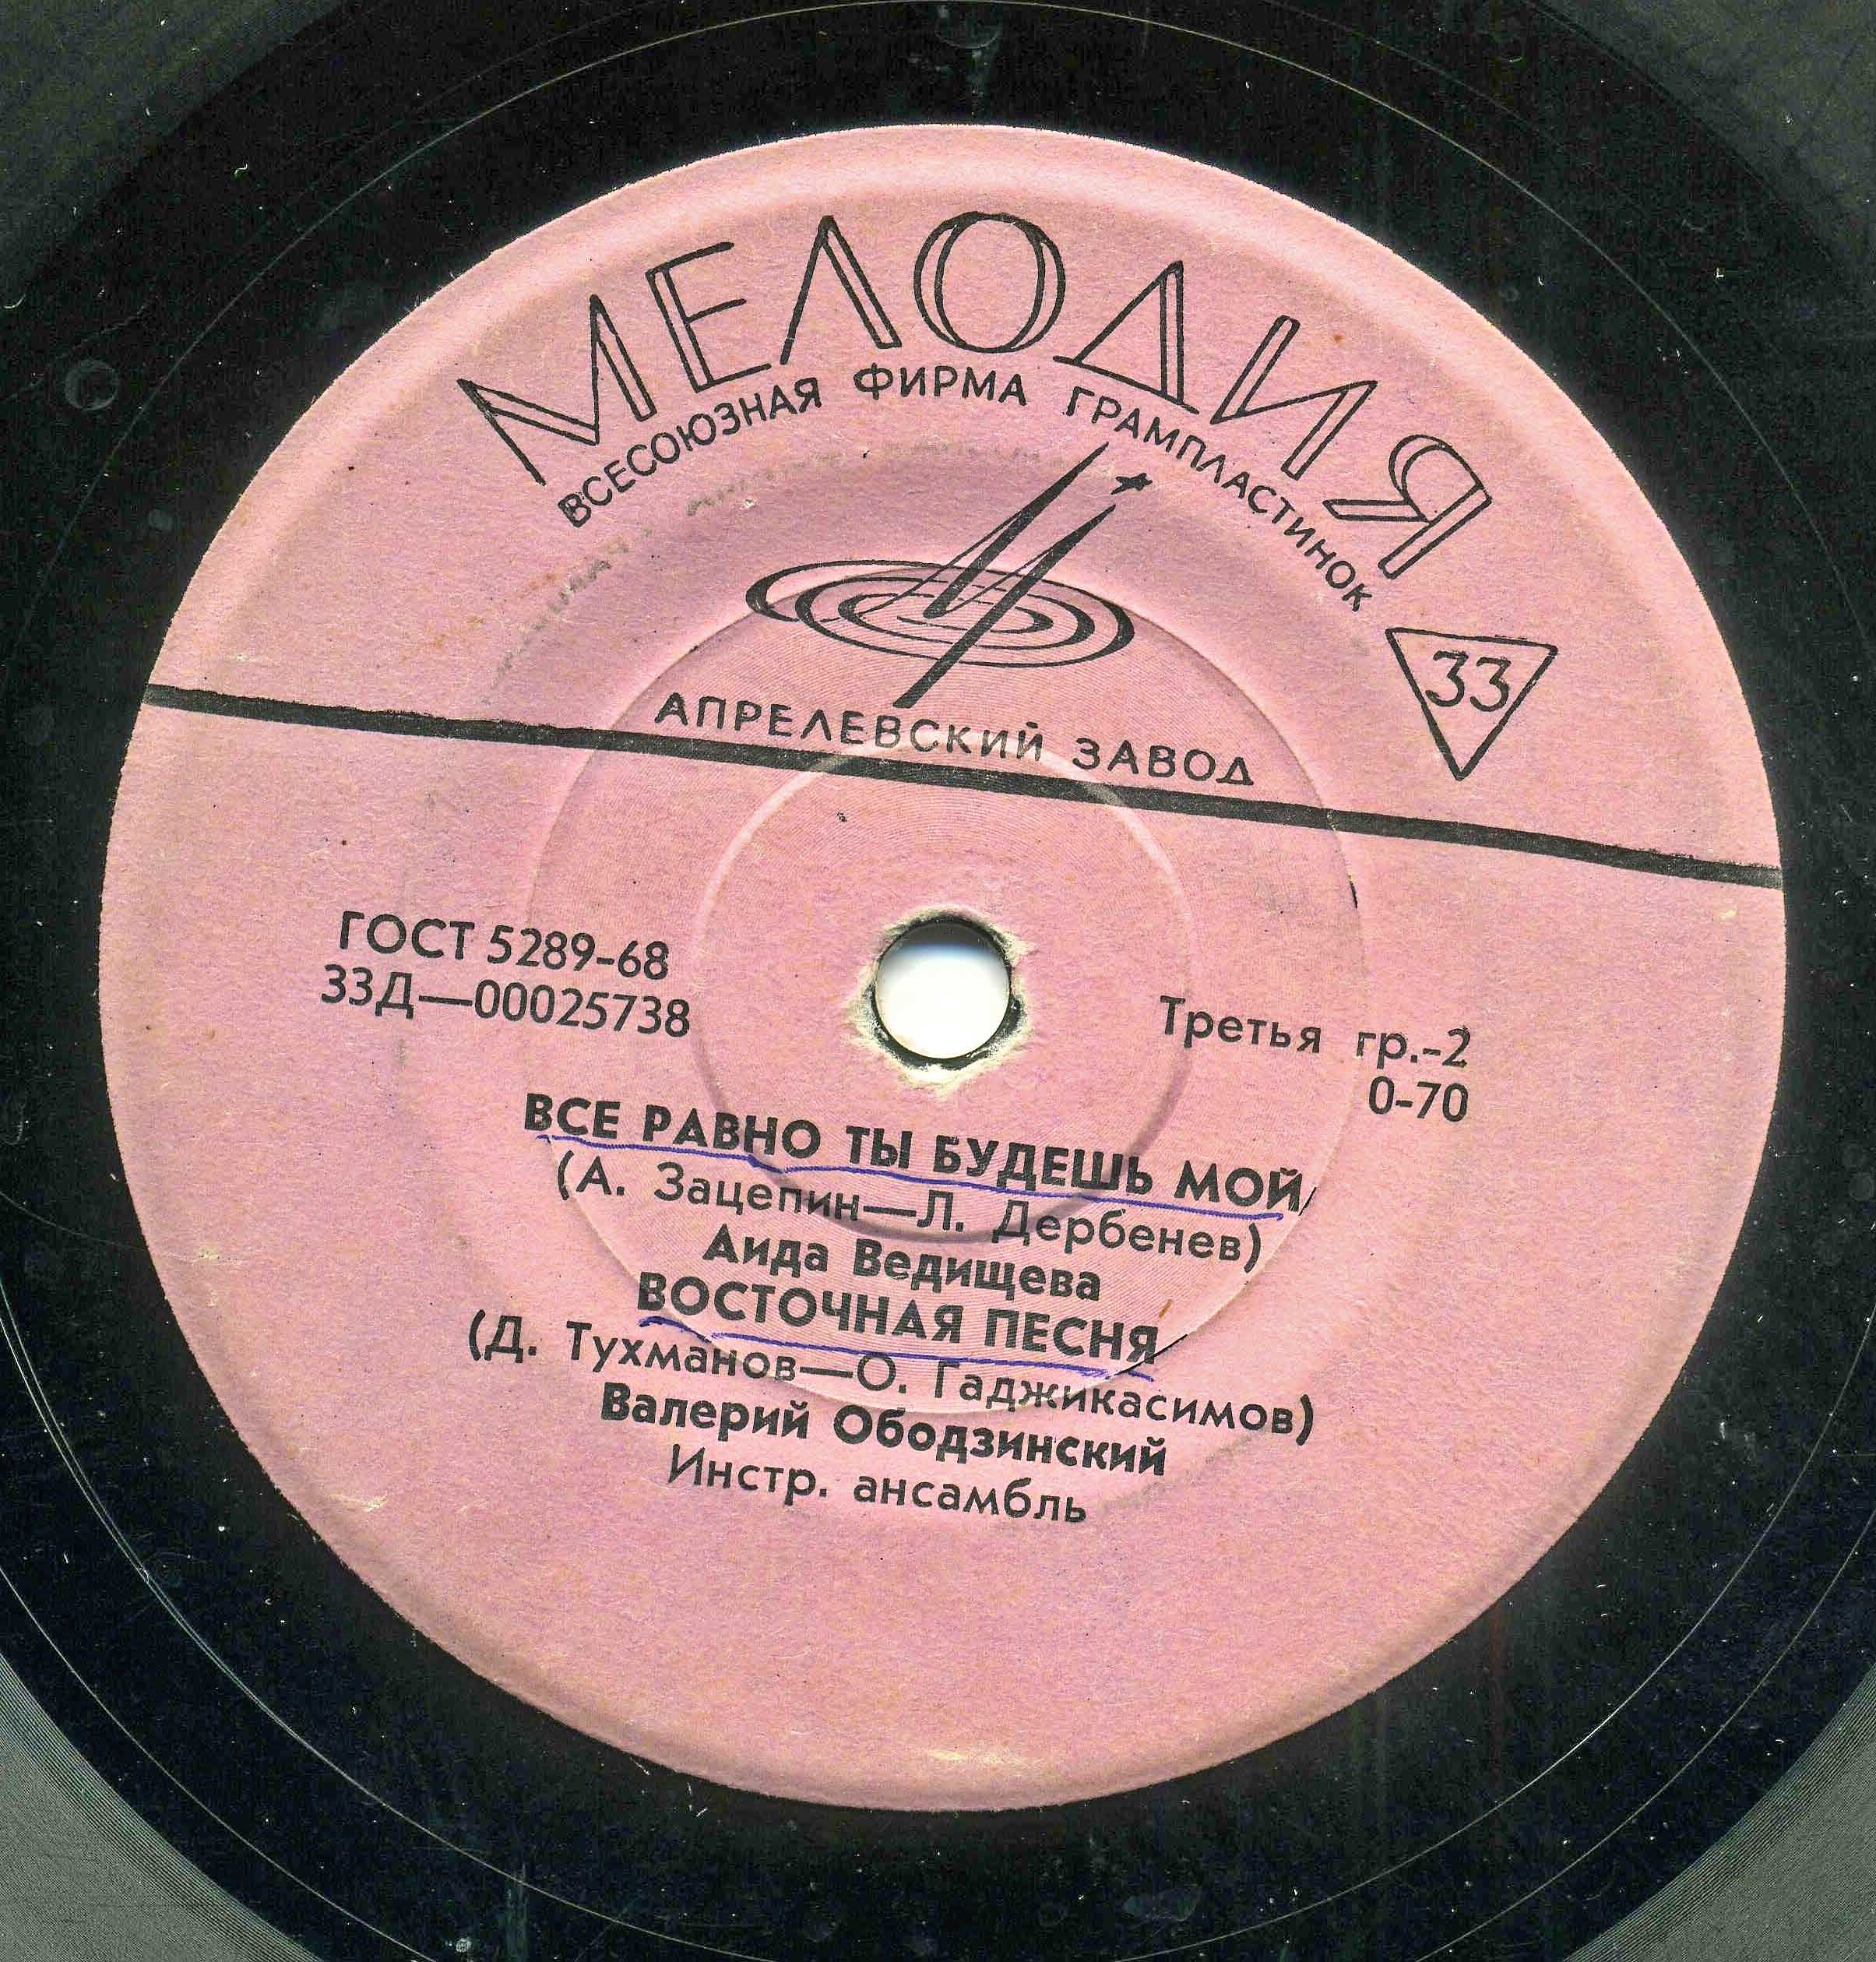 МЕЛОДИЯ
ВСЕСОЮЗНАЯ ФИРМА ГРАМПЛАСТИНОК
33
АПРЕЛЕВСКИЙ ЗАВОД
ГОСТ 5289-68
33Д—00025738
Третья гр.-2
0-70
ВСЕ РАВНО ТЫ БУДЕШЬ МОЙ
(А. Зацепин—Л. Дербенев)
Аида Ведищева
ВОСТОЧНАЯ ПЕСНЯ
(Д. Тухманов—О. Гаджикасимов)
Валерий Ободзинский
Инстр. ансамбль